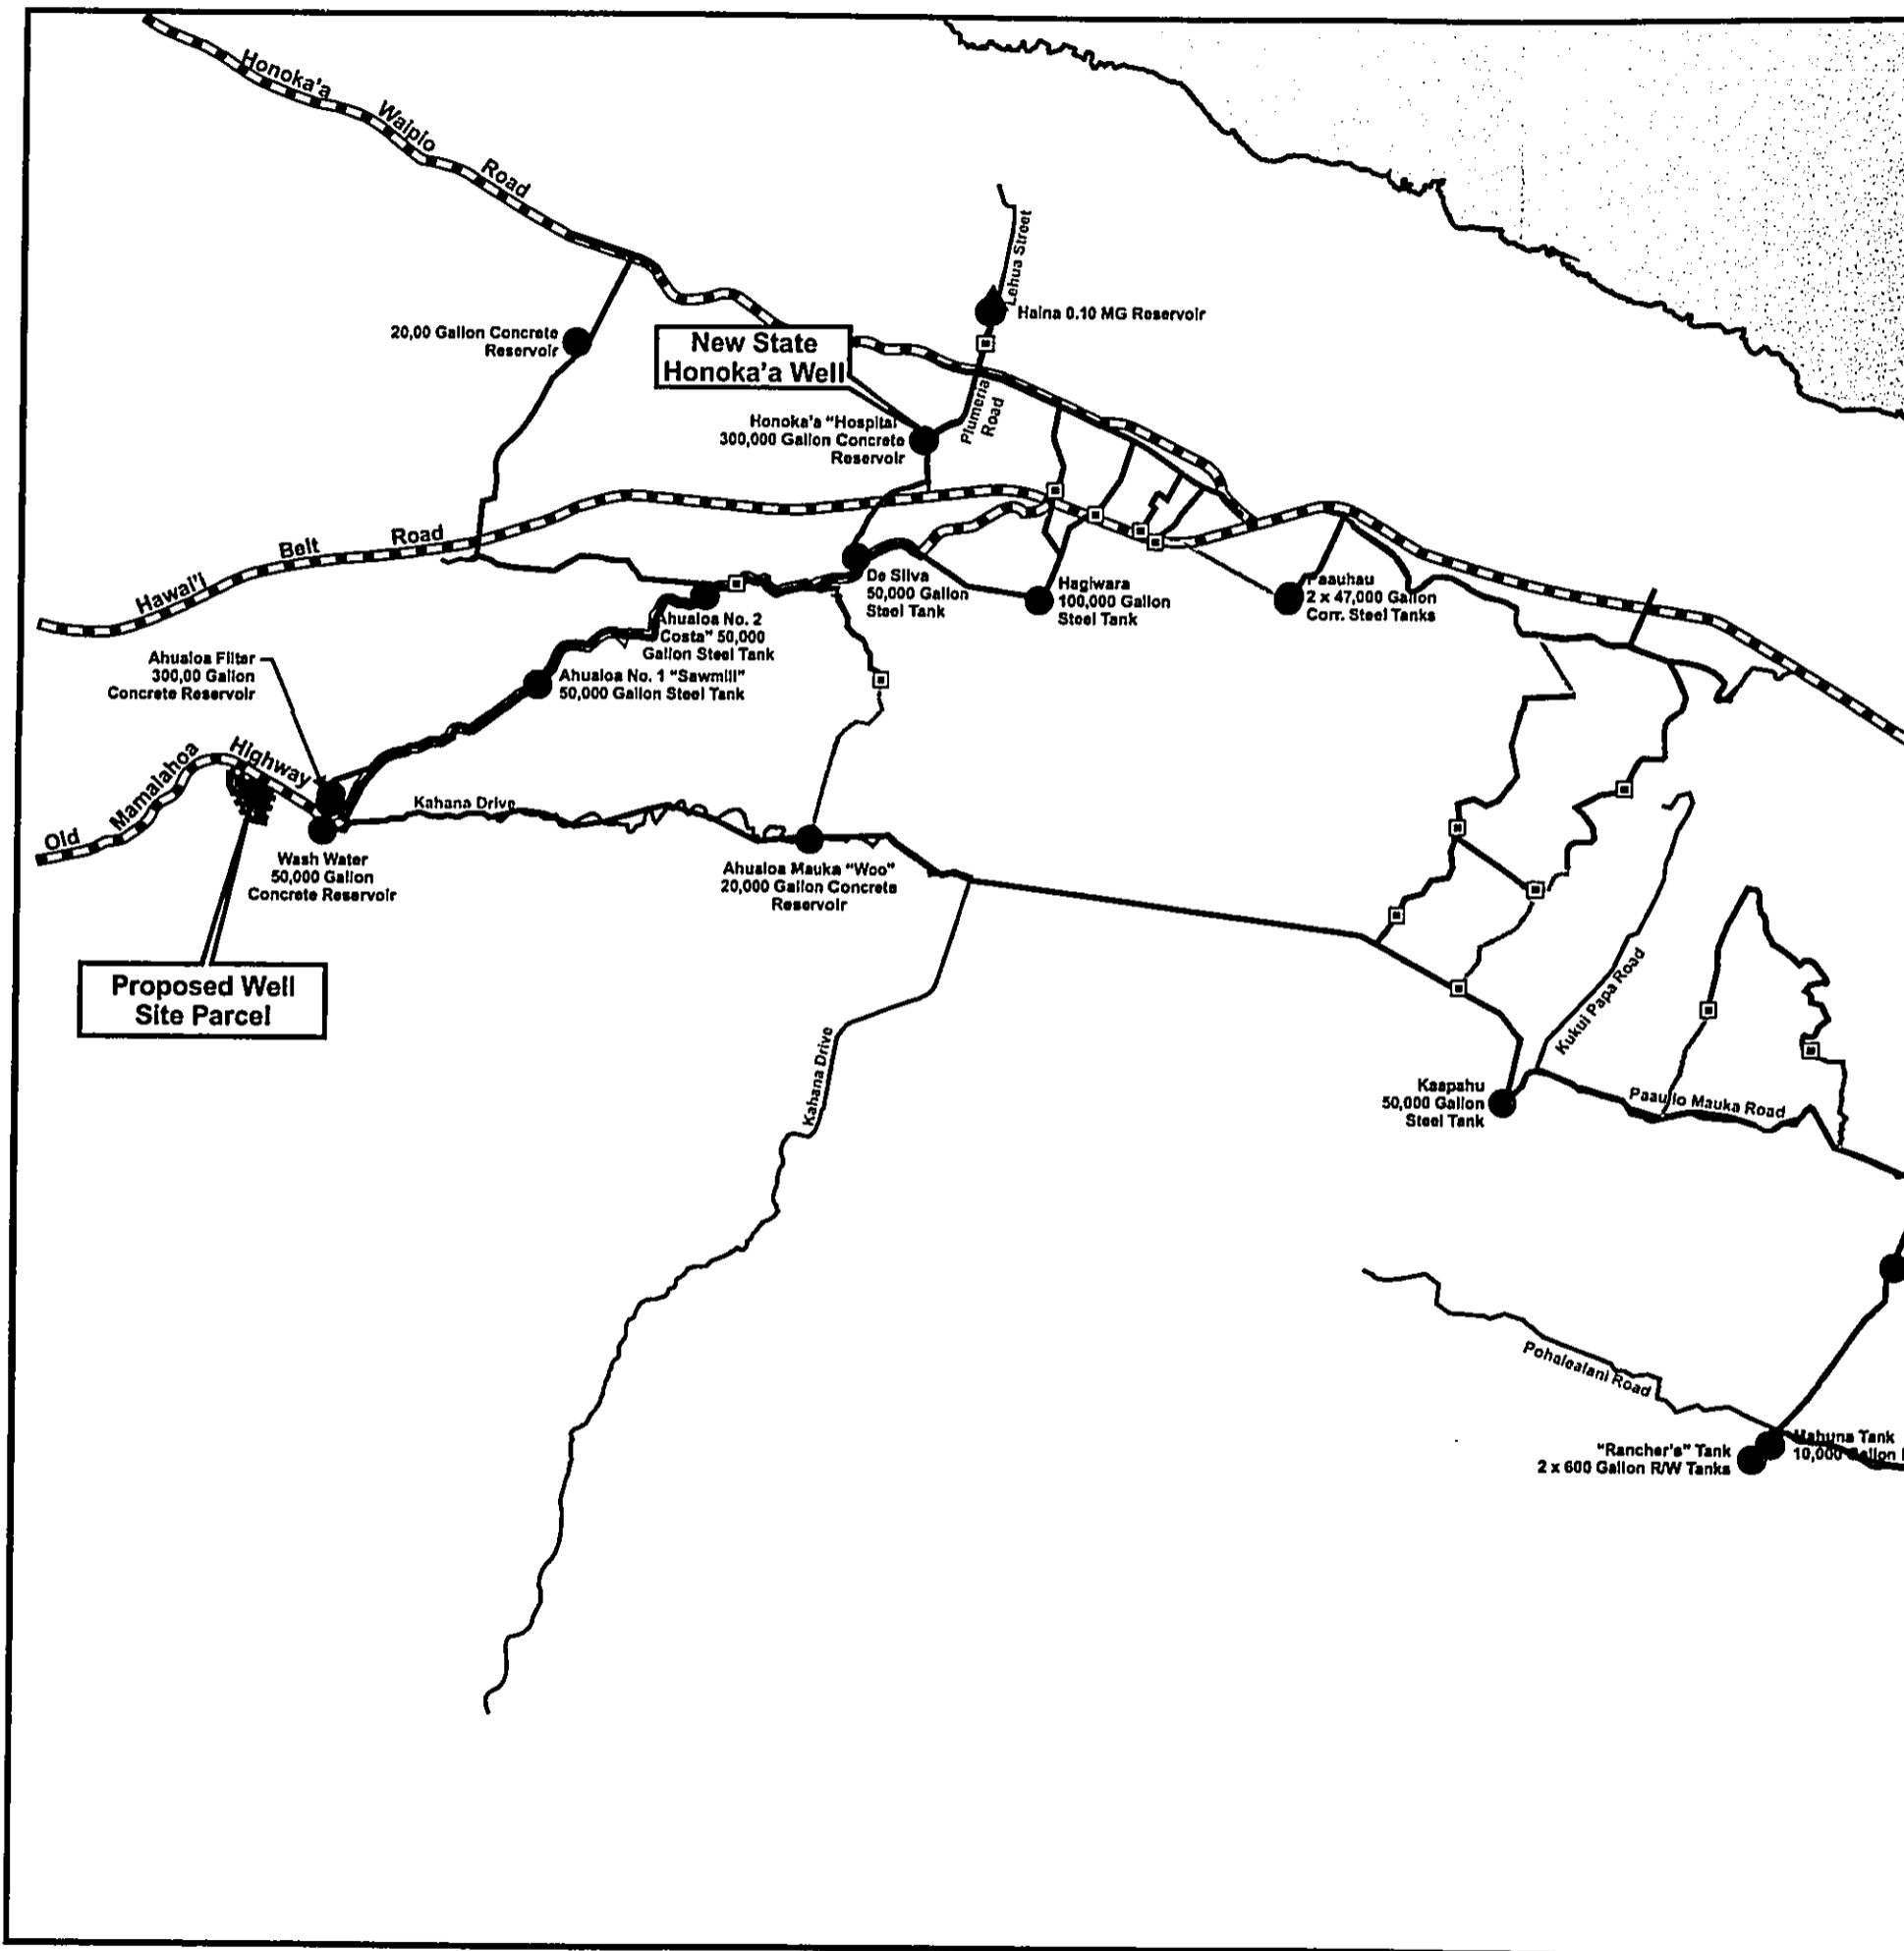 Honoka'a Waipio Road
Lehua Street
Haina 0.10 MG Reservoir
20,00 Gallon Concrete
Reservoir
New State
Honoka'a Well
Plumeria
Road
Honoka'a "Hospital
300,000 Gallon Concrete
Reservoir
Hawai'i Belt Road
De Silva
50,000 Gallon
Steel Tank
Hagiwara
100,000 Gallon
Steel Tank
Paauhau
2 x 47,000 Gallon
Corr. Steel Tanks
Ahualoa No. 2
Costa" 50,000
Gallon Steel Tank
Ahualoa Filter
300,00 Gallon
Concrete Reservoir
Ahualoa No. 1 "Sawmill"
50,000 Gallon Steel Tank
Old Mamalahoa Highway
Kahana Drive
Wash Water
50,000 Gallon
Concrete Reservoir
Ahualoa Mauka "Woo"
20,000 Gallon Concrete
Reservoir
Proposed Well
Site Parcel
Kukui Papa Road
Kahana Drive
Kaapahu
50,000 Gallon
Steel Tank
Paauilo Mauka Road
Pohalealani Road
"Rancher's" Tank
2 x 600 Gallon R/W Tanks
Mahuna Tank
10,000 Gallon